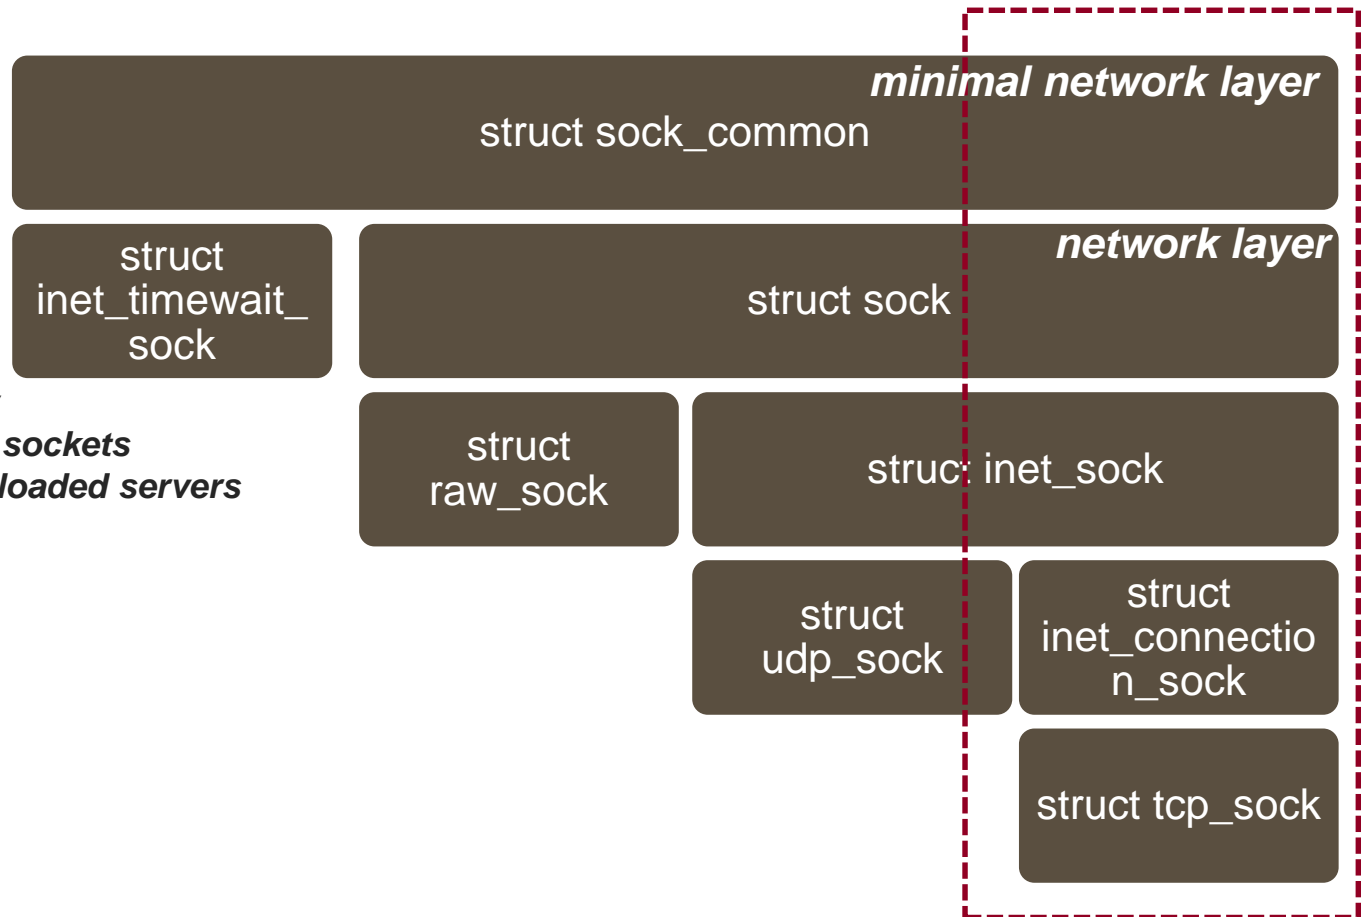 minimal network layer
struct sock_common
network layer
struct
inet_timewait_
sock
struct sock
sockets
loaded servers
struct
raw_sock
struct inet_sock
struct
udp_sock
struct
inet_connectio
n_sock
struct tcp_sock